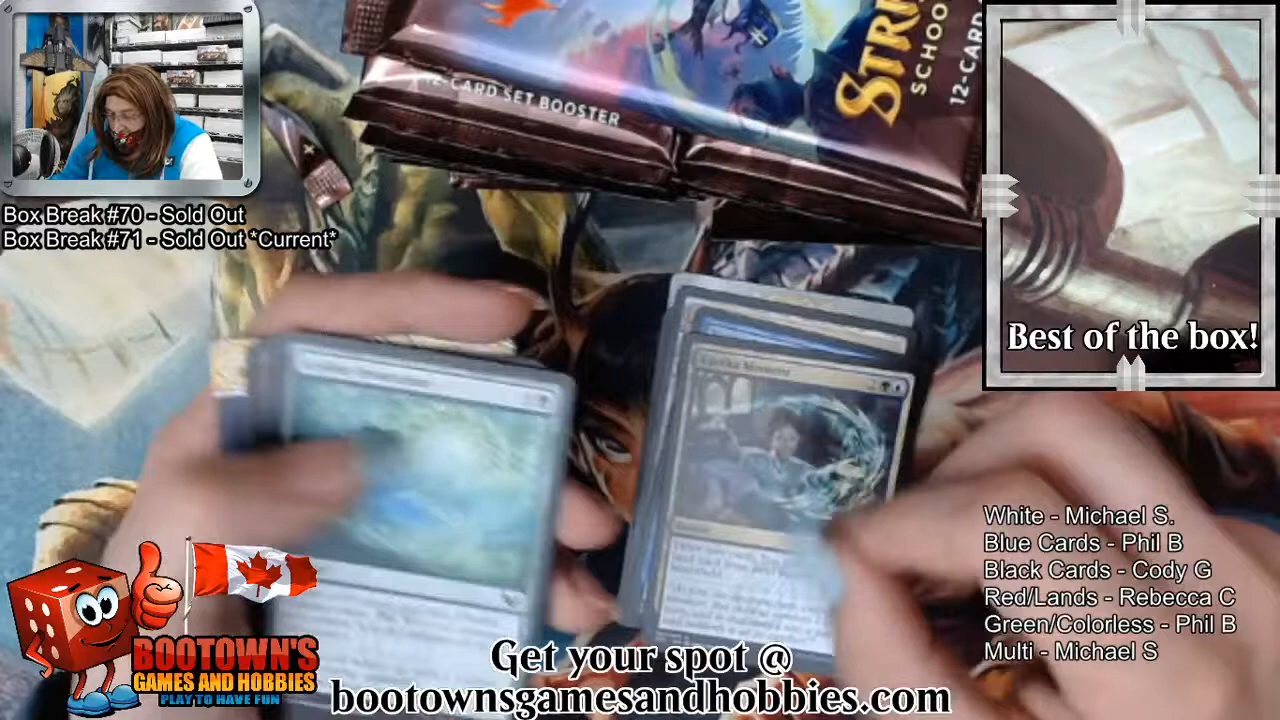 12-CARD SET BOOSTER
STRI
SCHOO
12-CARD
Box Break #70 - Sold Out
Box Break #71 - Sold Out *Current*
Best of the box!
Eureka Moment
White - Michael S.
Blue Cards - Phil B
Black Cards - Cody G
Red/Lands - Rebecca C
Green/Colorless - Phil B
Multi - Michael S
BOOTOWN'S
GAMES AND HOBBIES
PLAY TO HAVE FUN
Get your spot @
bootownsgamesandhobbies.com